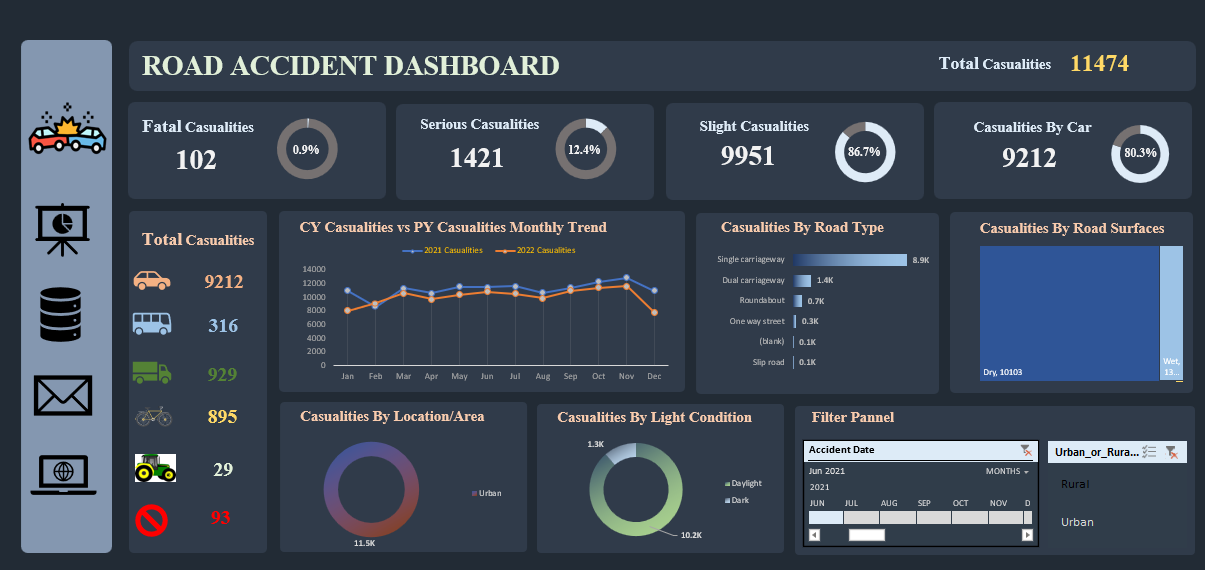 ROAD ACCIDENT DASHBOARD
Total Casualities 11474
Fatal Casualities
102
0.9%
Serious Casualities
1421
12.4%
Slight Casualities
9951
86.7%
Casualities By Car
9212
80.3%
Total Casualities
9212
316
929
895
29
93
CY Casualities vs PY Casualities Monthly Trend
2021 Casualities 2022 Casualities
14000
12000
10000
8000
6000
4000
2000
0
Jan Feb Mar Apr May Jun Jul Aug Sep Oct Nov Dec
Casualities By Road Type
Single carriageway 8.9K
Dual carriageway 1.4K
Roundabout 0.7K
One way street 0.3K
(blank) 0.1K
Slip road 0.1K
Casualities By Road Surfaces
Dry, 10103
Wet,
13...
Casualities By Location/Area
Urban
11.5K
Casualities By Light Condition
1.3K
Daylight
Dark
10.2K
Filter Pannel
Accident Date
Jun 2021 MONTHS
2021
JUN JUL AUG SEP OCT NOV D
Urban_or_Rura...
Rural
Urban